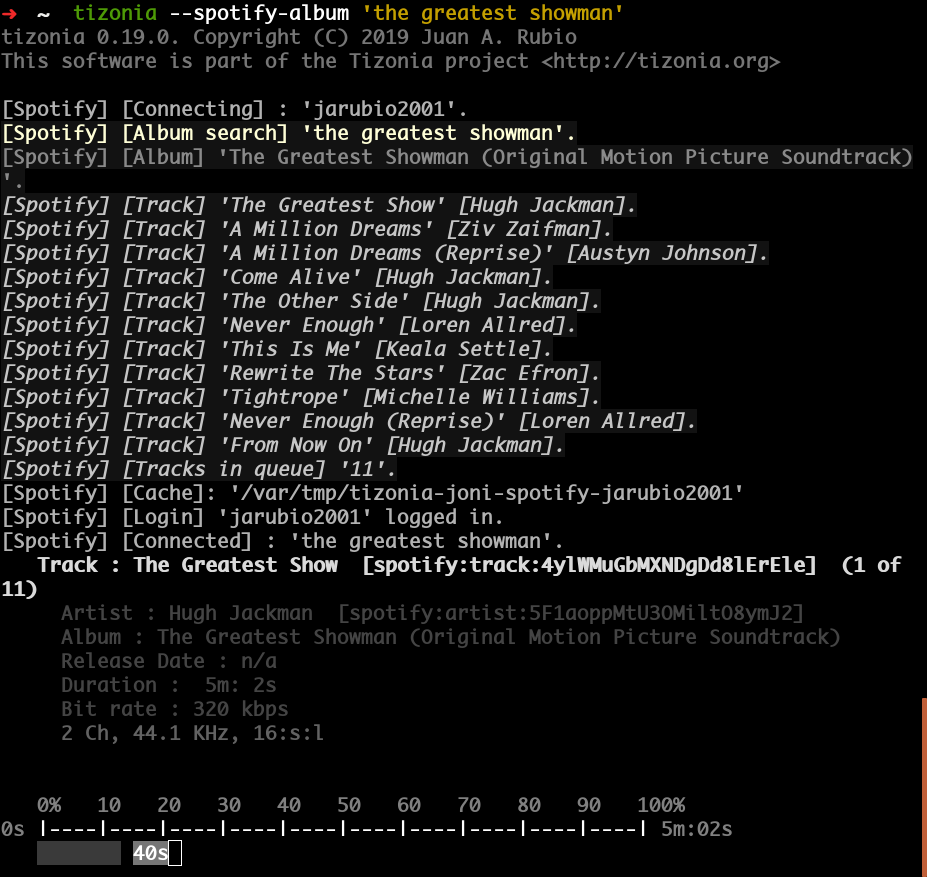 ➜  ~  tizonia --spotify-album 'the greatest showman'
tizonia 0.19.0. Copyright (C) 2019 Juan A. Rubio
This software is part of the Tizonia project <http://tizonia.org>

[Spotify] [Connecting] : 'jarubio2001'.
[Spotify] [Album search] 'the greatest showman'.
[Spotify] [Album] 'The Greatest Showman (Original Motion Picture Soundtrack)
'.
[Spotify] [Track] 'The Greatest Show' [Hugh Jackman].
[Spotify] [Track] 'A Million Dreams' [Ziv Zaifman].
[Spotify] [Track] 'A Million Dreams (Reprise)' [Austyn Johnson].
[Spotify] [Track] 'Come Alive' [Hugh Jackman].
[Spotify] [Track] 'The Other Side' [Hugh Jackman].
[Spotify] [Track] 'Never Enough' [Loren Allred].
[Spotify] [Track] 'This Is Me' [Keala Settle].
[Spotify] [Track] 'Rewrite The Stars' [Zac Efron].
[Spotify] [Track] 'Tightrope' [Michelle Williams].
[Spotify] [Track] 'Never Enough (Reprise)' [Loren Allred].
[Spotify] [Track] 'From Now On' [Hugh Jackman].
[Spotify] [Tracks in queue] '11'.
[Spotify] [Cache]: '/var/tmp/tizonia-joni-spotify-jarubio2001'
[Spotify] [Login] 'jarubio2001' logged in.
[Spotify] [Connected] : 'the greatest showman'.
   Track : The Greatest Show  [spotify:track:4ylWMuGbMXNDgDd8lErEle]  (1 of
11)
     Artist : Hugh Jackman  [spotify:artist:5F1aoppMtU3OMiltO8ymJ2]
     Album : The Greatest Showman (Original Motion Picture Soundtrack)
     Release Date : n/a
     Duration :  5m: 2s
     Bit rate : 320 kbps
     2 Ch, 44.1 KHz, 16:s:l

   0%   10   20   30   40   50   60   70   80   90   100%
0s |----|----|----|----|----|----|----|----|----|----| 5m:02s
   40s